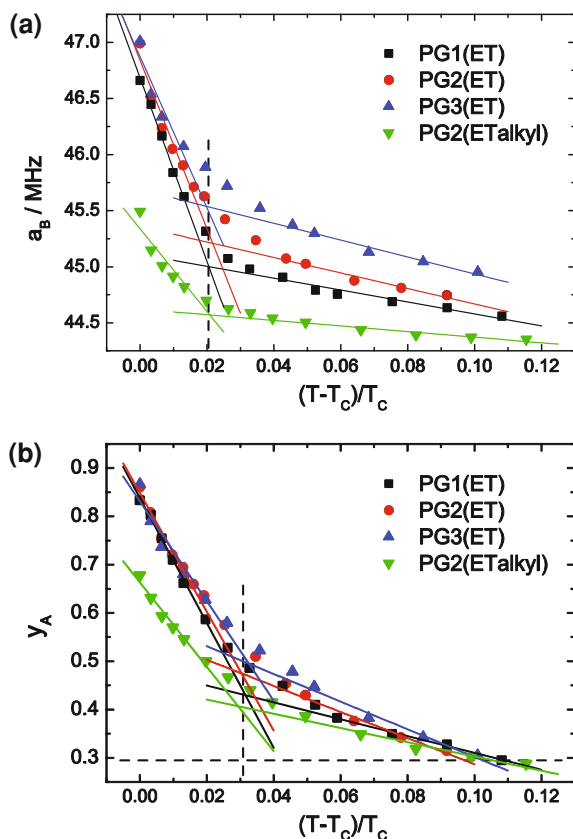 (a)
47.0
46.5
46.0
45.5
45.0
44.5
a_B / MHz
PG1(ET)
PG2(ET)
PG3(ET)
PG2(ETalkyl)
0.00 0.02 0.04 0.06 0.08 0.10 0.12
(T-T_C)/T_C
(b)
0.9
0.8
0.7
0.6
0.5
0.4
0.3
y_A
PG1(ET)
PG2(ET)
PG3(ET)
PG2(ETalkyl)
0.00 0.02 0.04 0.06 0.08 0.10 0.12
(T-T_C)/T_C